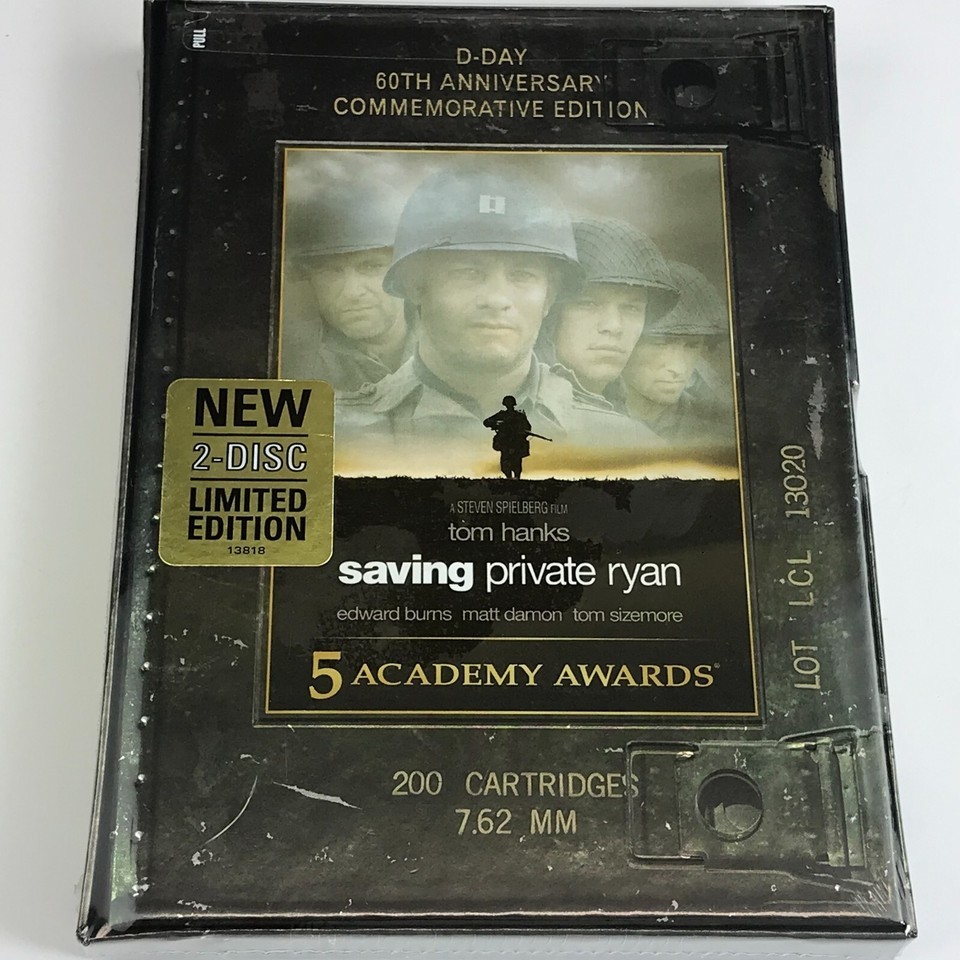 PULL
D-DAY
60TH ANNIVERSARY
COMMEMORATIVE EDITION
NEW
2-DISC
LIMITED
EDITION
13818
A STEVEN SPIELBERG FILM
tom hanks
saving private ryan
edward burns matt damon tom sizemore
5 ACADEMY AWARDS®
LOT LCL 13020
200 CARTRIDGES
7.62 MM